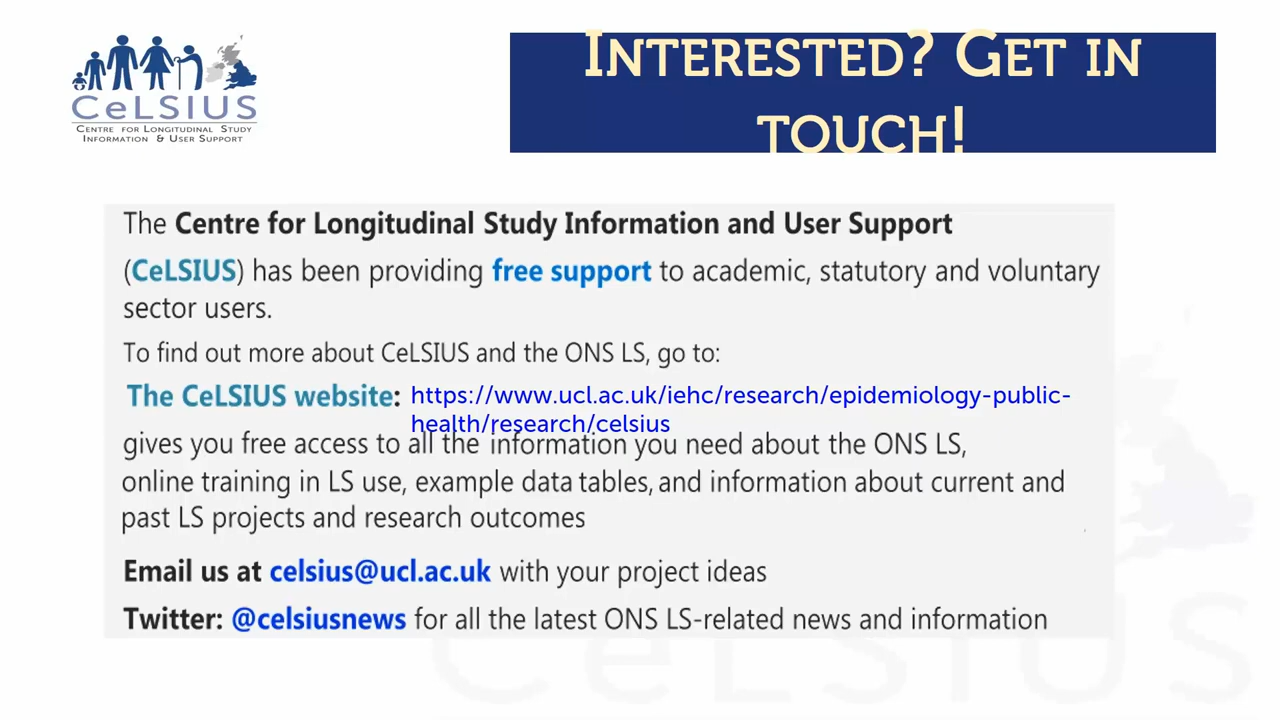 CeLSIUS
Centre for Longitudinal Study
Information & User Support
Interested? Get in
touch!
The Centre for Longitudinal Study Information and User Support
(CeLSIUS) has been providing free support to academic, statutory and voluntary
sector users.
To find out more about CeLSIUS and the ONS LS, go to:
The CeLSIUS website: https://www.ucl.ac.uk/iehc/research/epidemiology-public-
health/research/celsius
gives you free access to all the information you need about the ONS LS,
online training in LS use, example data tables, and information about current and
past LS projects and research outcomes
Email us at celsius@ucl.ac.uk with your project ideas
Twitter: @celsiusnews for all the latest ONS LS-related news and information
CeLSIUS